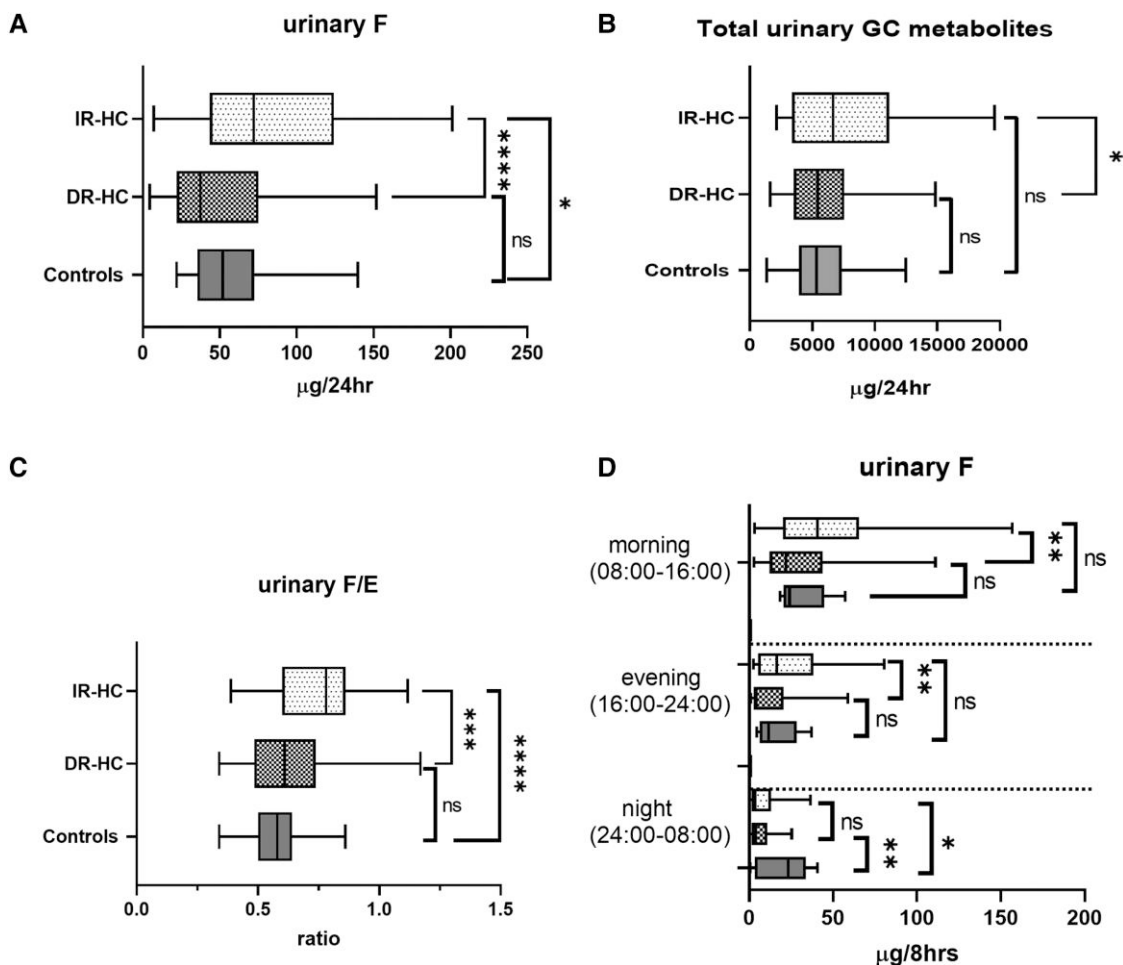 A
urinary F
IR-HC
DR-HC
Controls
****
*
ns
0 50 100 150 200 250
μg/24hr
B
Total urinary GC metabolites
IR-HC
DR-HC
Controls
*
ns
ns
0 5000 10000 15000 20000
μg/24hr
C
urinary F/E
IR-HC
DR-HC
Controls
***
****
ns
0.0 0.5 1.0 1.5
ratio
D
urinary F
morning
(08:00-16:00)
**
ns
ns
evening
(16:00-24:00)
**
ns
ns
night
(24:00-08:00)
ns
**
*
0 50 100 150 200
μg/8hrs